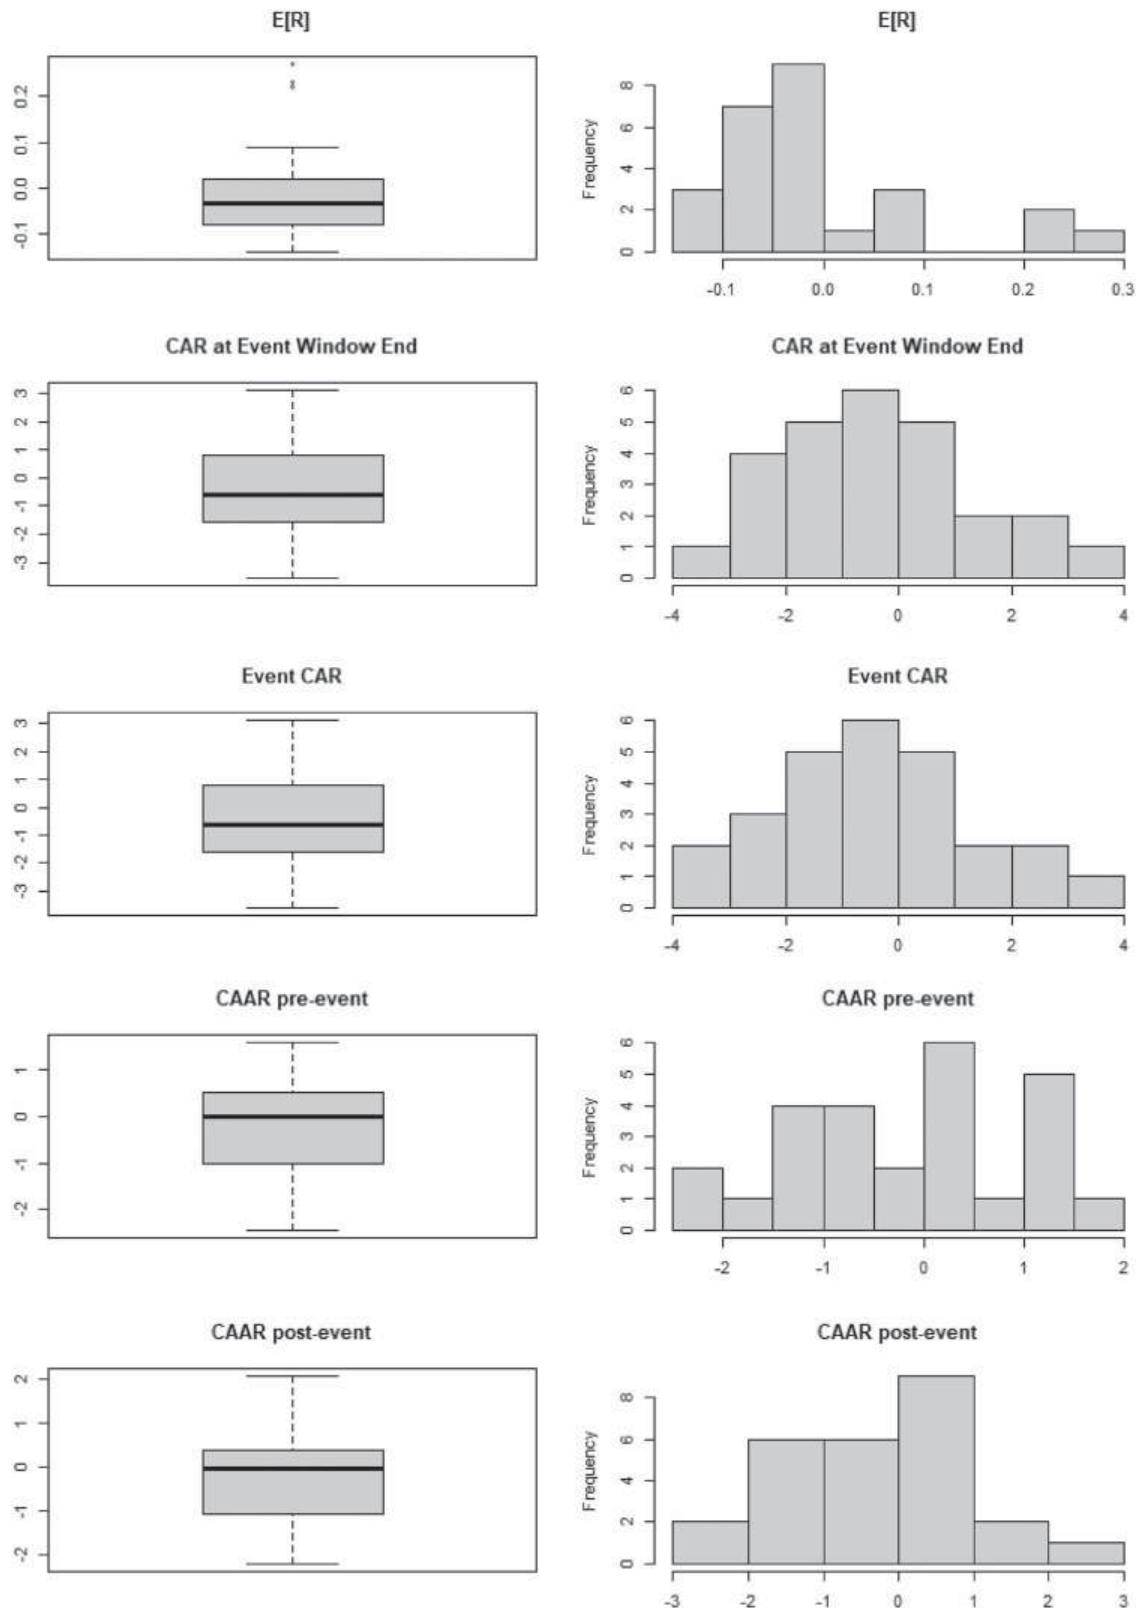 E[R]
E[R]
0.2
0.1
0.0
-0.1
Frequency
8
6
4
2
0
-0.1 0.0 0.1 0.2 0.3
CAR at Event Window End
CAR at Event Window End
3
2
1
0
-1
-2
-3
Frequency
6
5
4
3
2
1
0
-4 -2 0 2 4
Event CAR
Event CAR
3
2
1
0
-1
-2
-3
Frequency
6
5
4
3
2
1
0
-4 -2 0 2 4
CAAR pre-event
CAAR pre-event
1
0
-1
-2
Frequency
6
5
4
3
2
1
0
-2 -1 0 1 2
CAAR post-event
CAAR post-event
2
1
0
-1
-2
Frequency
8
6
4
2
0
-3 -2 -1 0 1 2 3